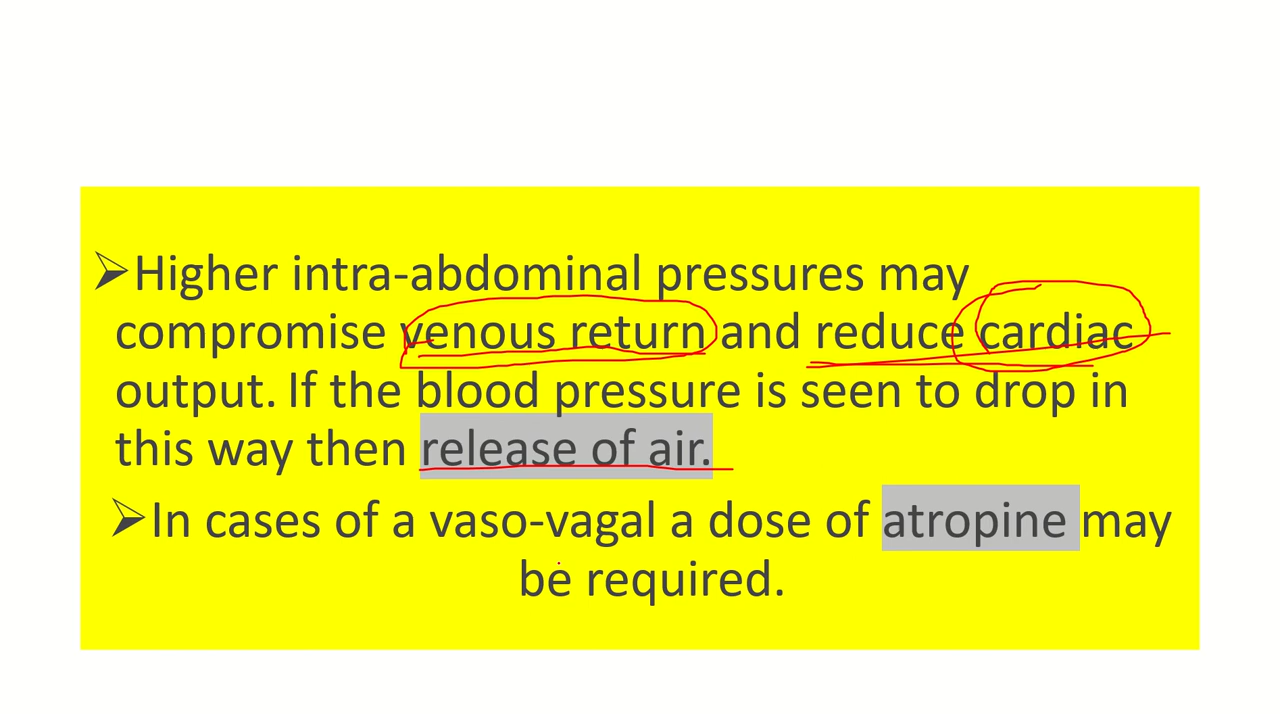 ➢Higher intra-abdominal pressures may
compromise venous return and reduce cardiac
output. If the blood pressure is seen to drop in
this way then release of air.
➢In cases of a vaso-vagal a dose of atropine may
be required.